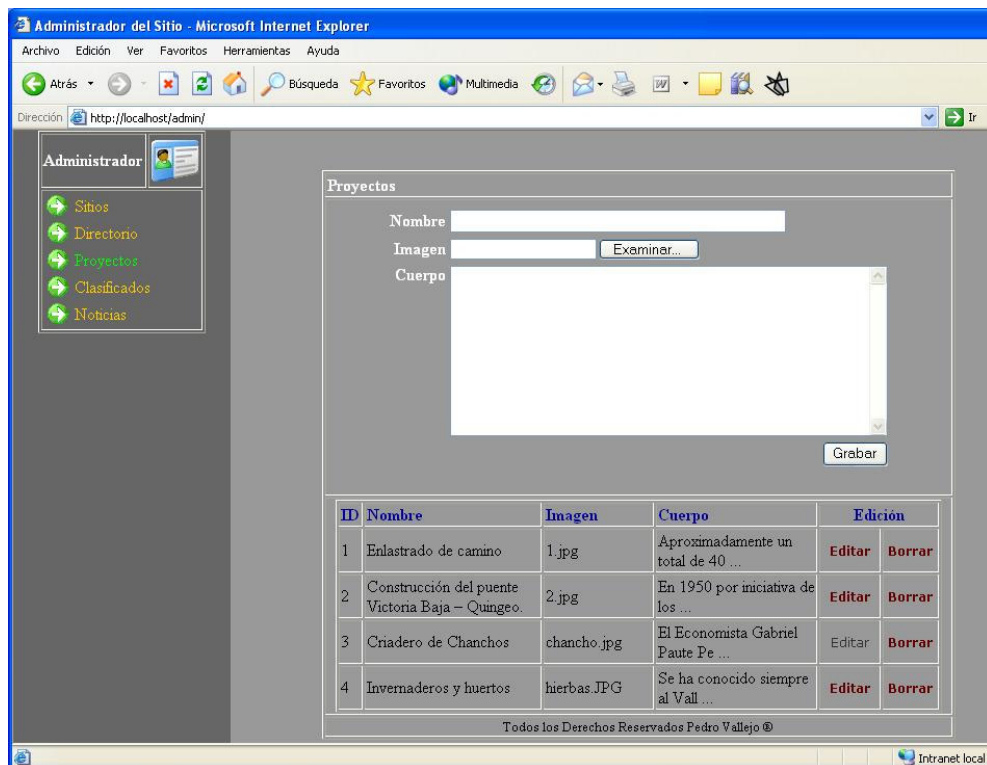 Administrador del Sitio - Microsoft Internet Explorer
Archivo Edición Ver Favoritos Herramientas Ayuda
Atrás Búsqueda Favoritos Multimedia
Dirección http://localhost/admin/ Ir
Administrador
Sitios
Directorio
Proyectos
Clasificados
Noticias
Proyectos
Nombre
Imagen Examinar...
Cuerpo
Grabar
ID Nombre Imagen Cuerpo Edición
1 Enlastrado de camino 1.jpg Aproximadamente un
total de 40 ... Editar Borrar
2 Construcción del puente
Victoria Baja – Quingeo. 2.jpg En 1950 por iniciativa de
los ... Editar Borrar
3 Criadero de Chanchos chancho.jpg El Economista Gabriel
Paute Pe ... Editar Borrar
4 Invernaderos y huertos hierbas.JPG Se ha conocido siempre
al Vall ... Editar Borrar
Todos los Derechos Reservados Pedro Vallejo ®
Intranet local